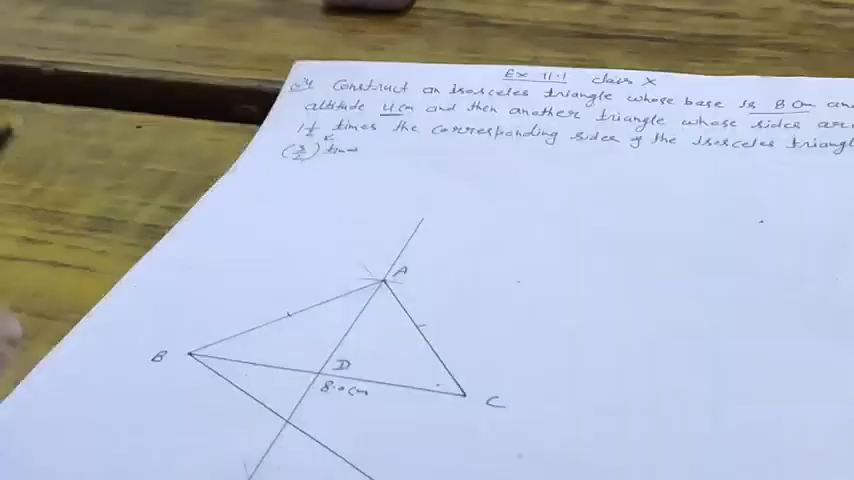 Ex 11.1 class X
Q4 Construct an isosceles triangle whose base is 8 cm and
altitude 4 cm and then another triangle whose sides are
1 1/2 times the corresponding sides of the isosceles triangle
(3/2) times
A
B
D
8.0 cm
C